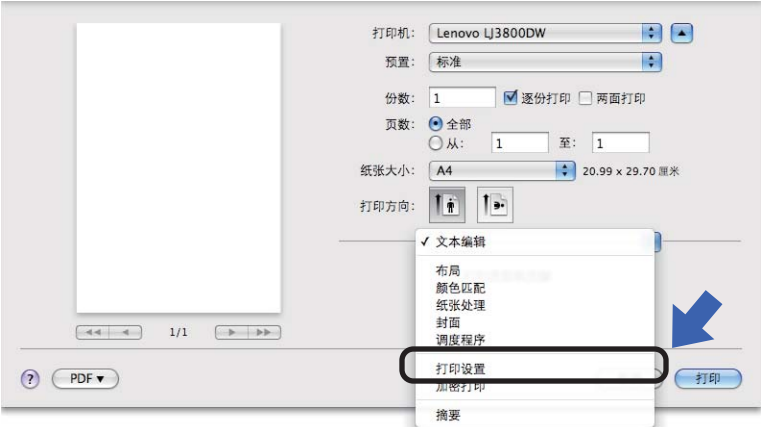 打印机: Lenovo LJ3800DW
预置: 标准
份数: 1 逐份打印 两面打印
页数: 全部
从: 1 至: 1
纸张大小: A4 20.99 x 29.70 厘米
打印方向:
✓ 文本编辑
布局
颜色匹配
纸张处理
封面
调度程序
1/1
打印设置
? PDF▼ 打印
加密打印
摘要